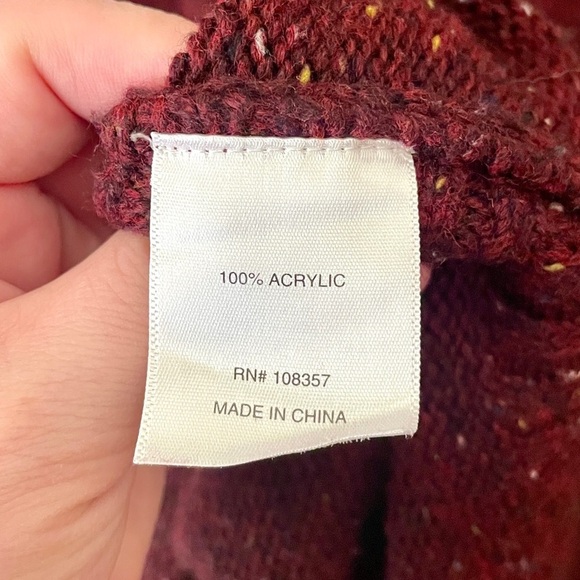 100% ACRYLIC
RN# 108357
MADE IN CHINA